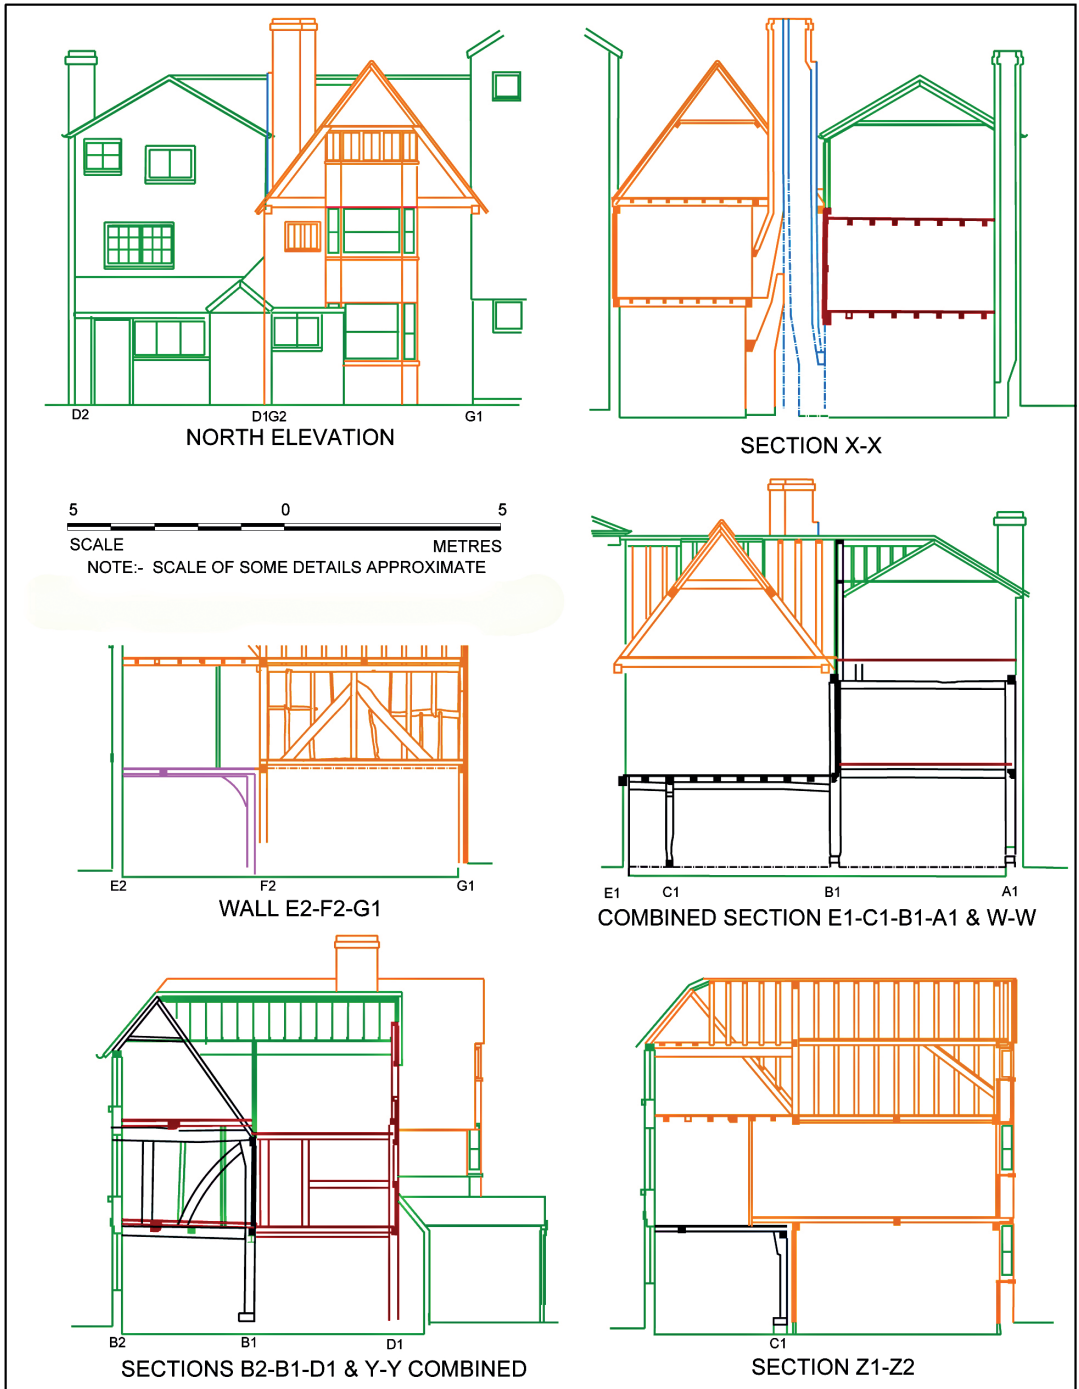 D2 D1G2 G1
NORTH ELEVATION
SECTION X-X
5 0 5
SCALE METRES
NOTE:- SCALE OF SOME DETAILS APPROXIMATE
E2 F2 G1
WALL E2-F2-G1
E1 C1 B1 A1
COMBINED SECTION E1-C1-B1-A1 & W-W
B2 B1 D1
SECTIONS B2-B1-D1 & Y-Y COMBINED
C1
SECTION Z1-Z2